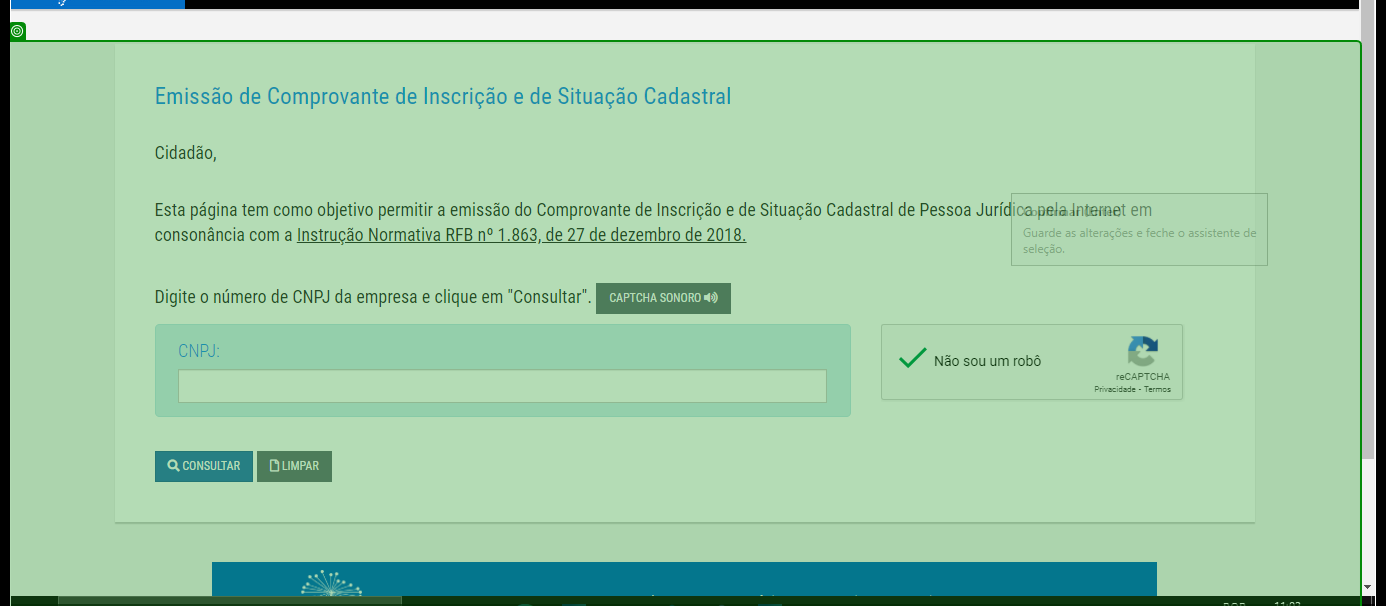 Emissão de Comprovante de Inscrição e de Situação Cadastral
Cidadão,
Esta página tem como objetivo permitir a emissão do Comprovante de Inscrição e de Situação Cadastral de Pessoa Jurídica pela Internet em
consonância com a Instrução Normativa RFB nº 1.863, de 27 de dezembro de 2018.
Guarde as alterações e feche o assistente de
seleção.
Digite o número de CNPJ da empresa e clique em "Consultar".
CAPTCHA SONORO
CNPJ:
Não sou um robô
reCAPTCHA
Privacidade - Termos
CONSULTAR
LIMPAR